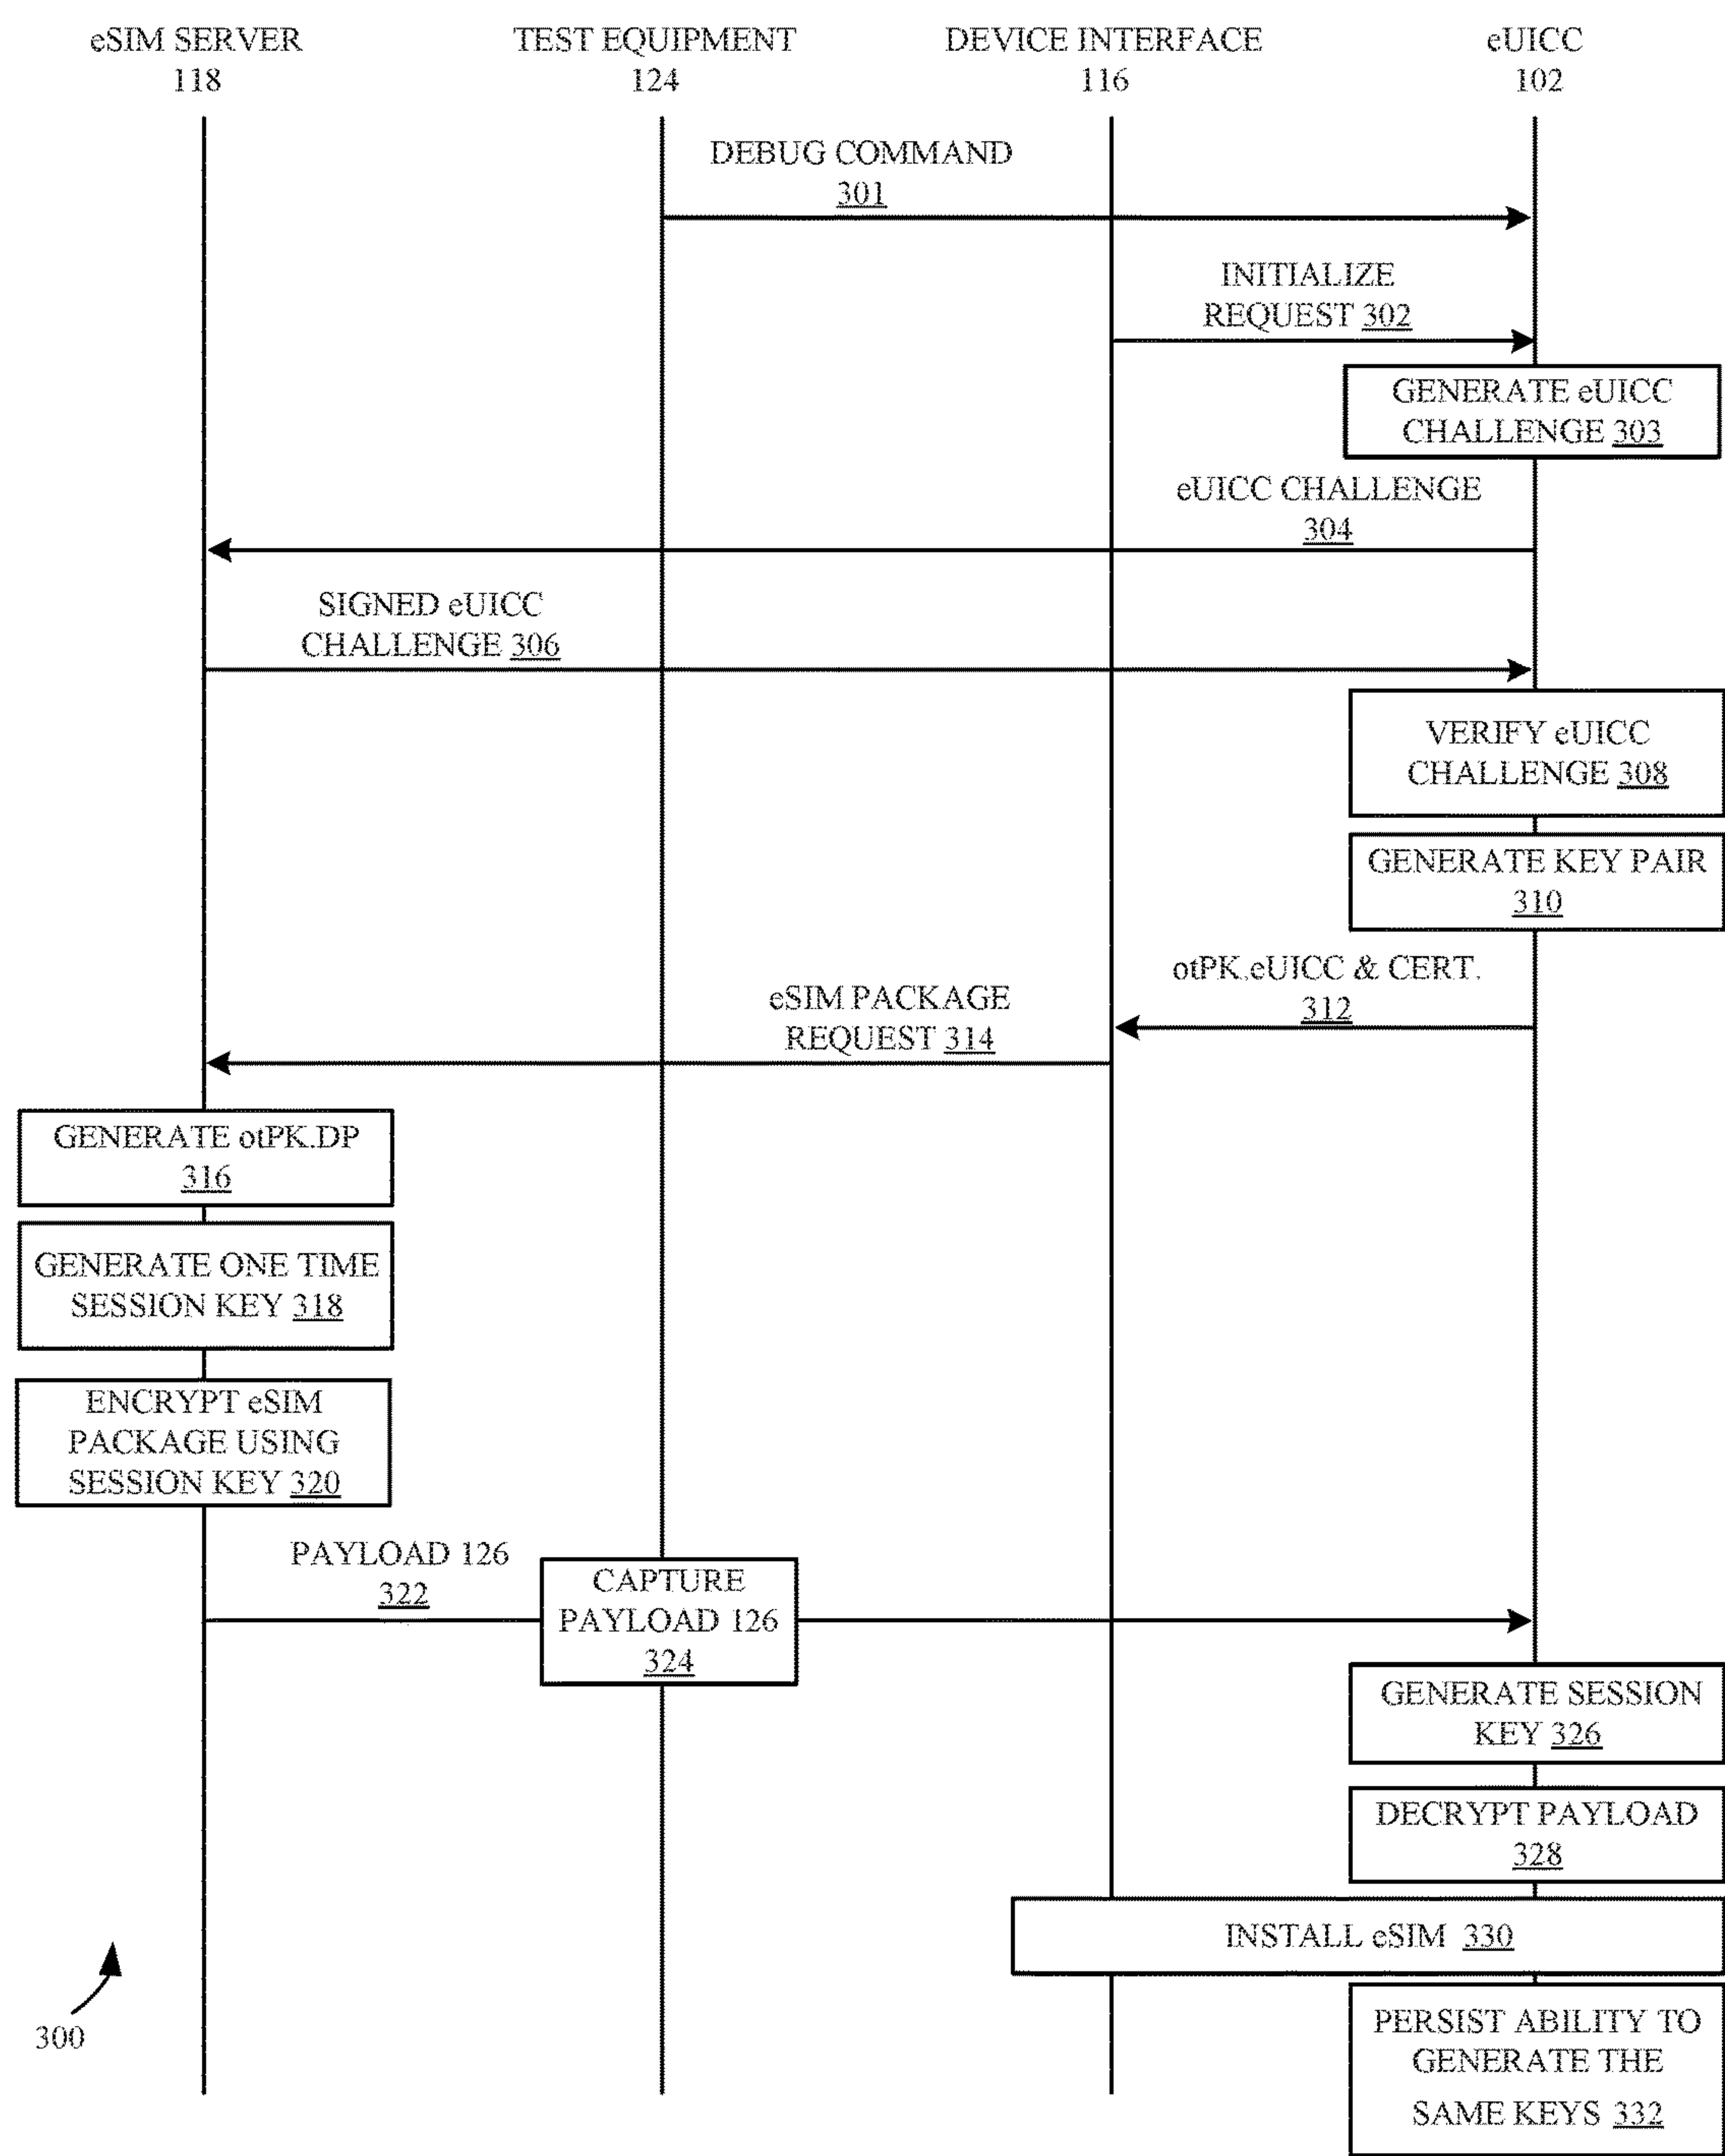 eSIM SERVER
118
TEST EQUIPMENT
124
DEVICE INTERFACE
116
eUICC
102
DEBUG COMMAND
301
INITIALIZE
REQUEST 302
GENERATE eUICC
CHALLENGE 303
eUICC CHALLENGE
304
SIGNED eUICC
CHALLENGE 306
VERIFY eUICC
CHALLENGE 308
GENERATE KEY PAIR
310
otPK.eUICC & CERT.
312
eSIM PACKAGE
REQUEST 314
GENERATE otPK.DP
316
GENERATE ONE TIME
SESSION KEY 318
ENCRYPT eSIM
PACKAGE USING
SESSION KEY 320
PAYLOAD 126
322
CAPTURE
PAYLOAD 126
324
GENERATE SESSION
KEY 326
DECRYPT PAYLOAD
328
INSTALL eSIM 330
PERSIST ABILITY TO
GENERATE THE
SAME KEYS 332
300